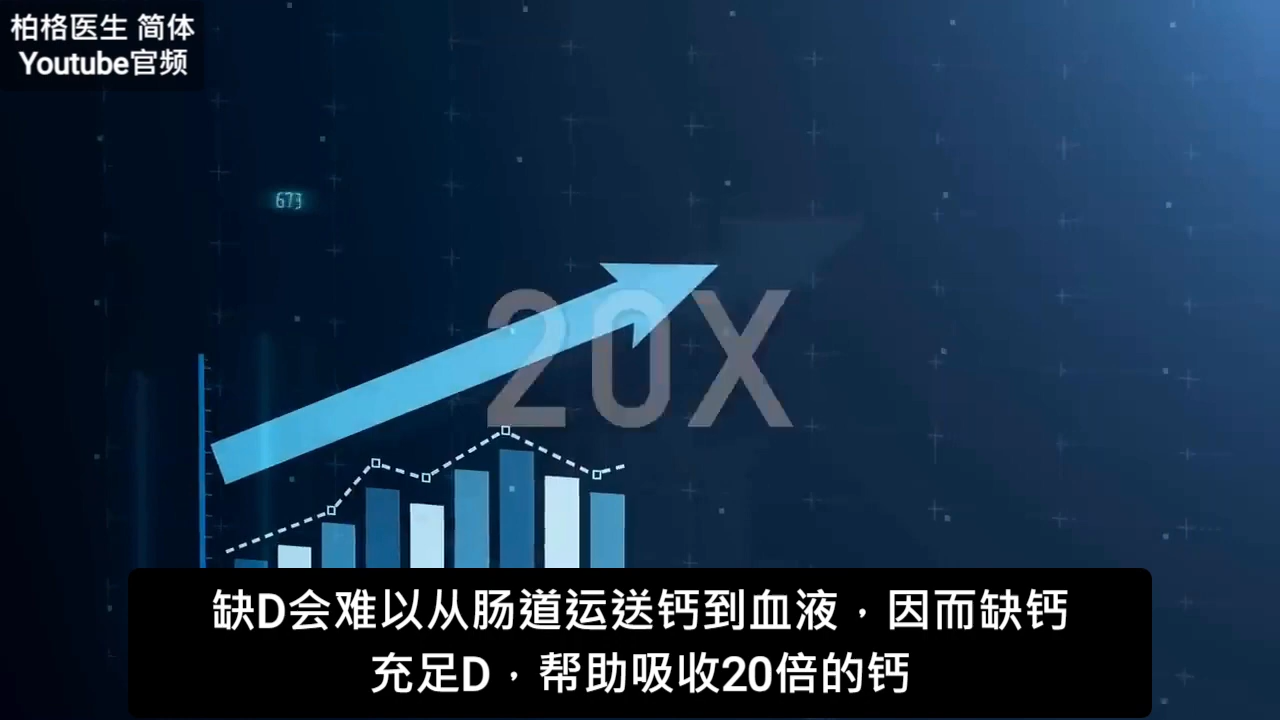 柏格医生 简体
Youtube官频
673
20X
缺D会难以从肠道运送钙到血液，因而缺钙
充足D，帮助吸收20倍的钙